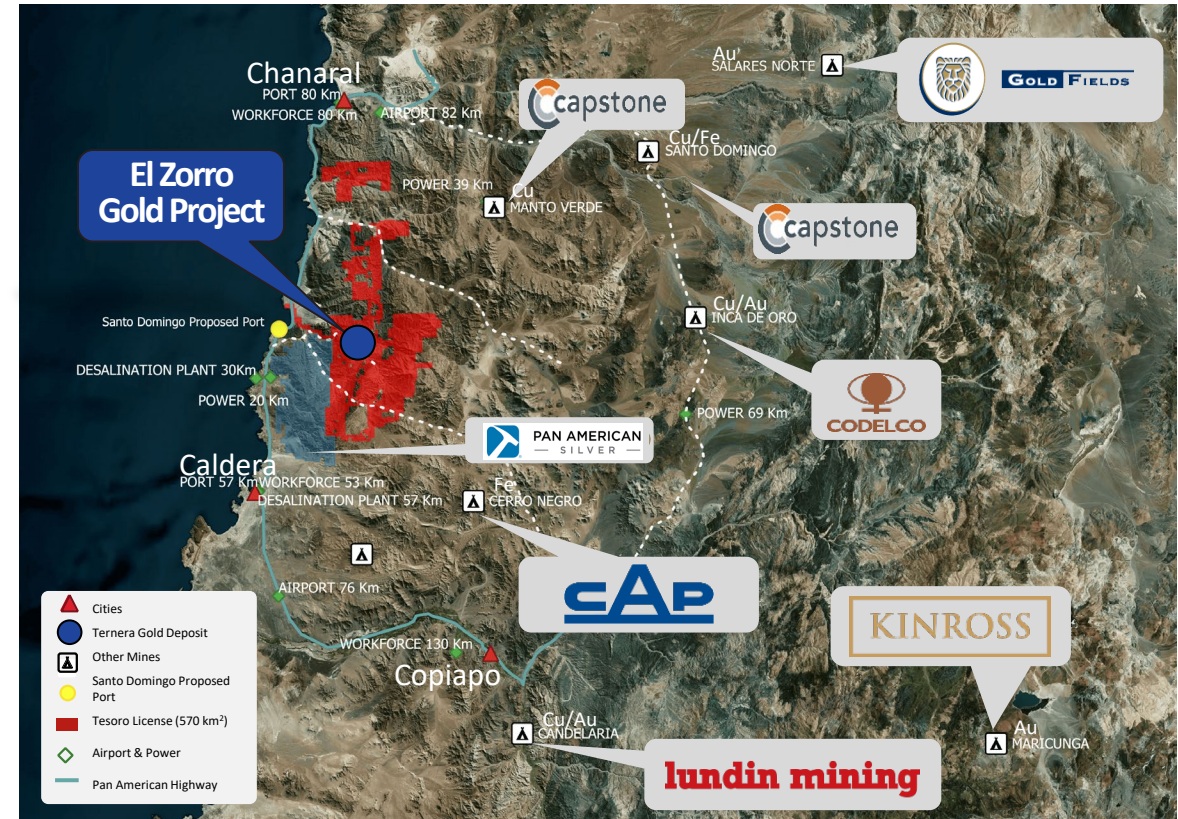 Chanaral
PORT 80 Km
WORKFORCE 80 Km
AIRPORT 82 Km
capstone
Au
SALARES NORTE
GOLD FIELDS
Cu/Fe
SANTO DOMINGO
El Zorro
Gold Project
POWER 39 Km
Cu
MANTO VERDE
capstone
Cu/Au
INCA DE ORO
Santo Domingo Proposed Port
DESALINATION PLANT 30Km
POWER 20 Km
CODELCO
POWER 69 Km
PAN AMERICAN
— SILVER —
Caldera
PORT 57 Km
WORKFORCE 53 Km
DESALINATION PLANT 57 Km
Fe
CERRO NEGRO
CAP
AIRPORT 76 Km
KINROSS
WORKFORCE 130 Km
Copiapo
Cu/Au
CANDELARIA
Au
MARICUNGA
lundin mining
Cities
Ternera Gold Deposit
Other Mines
Santo Domingo Proposed
Port
Tesoro License (570 km²)
Airport & Power
Pan American Highway